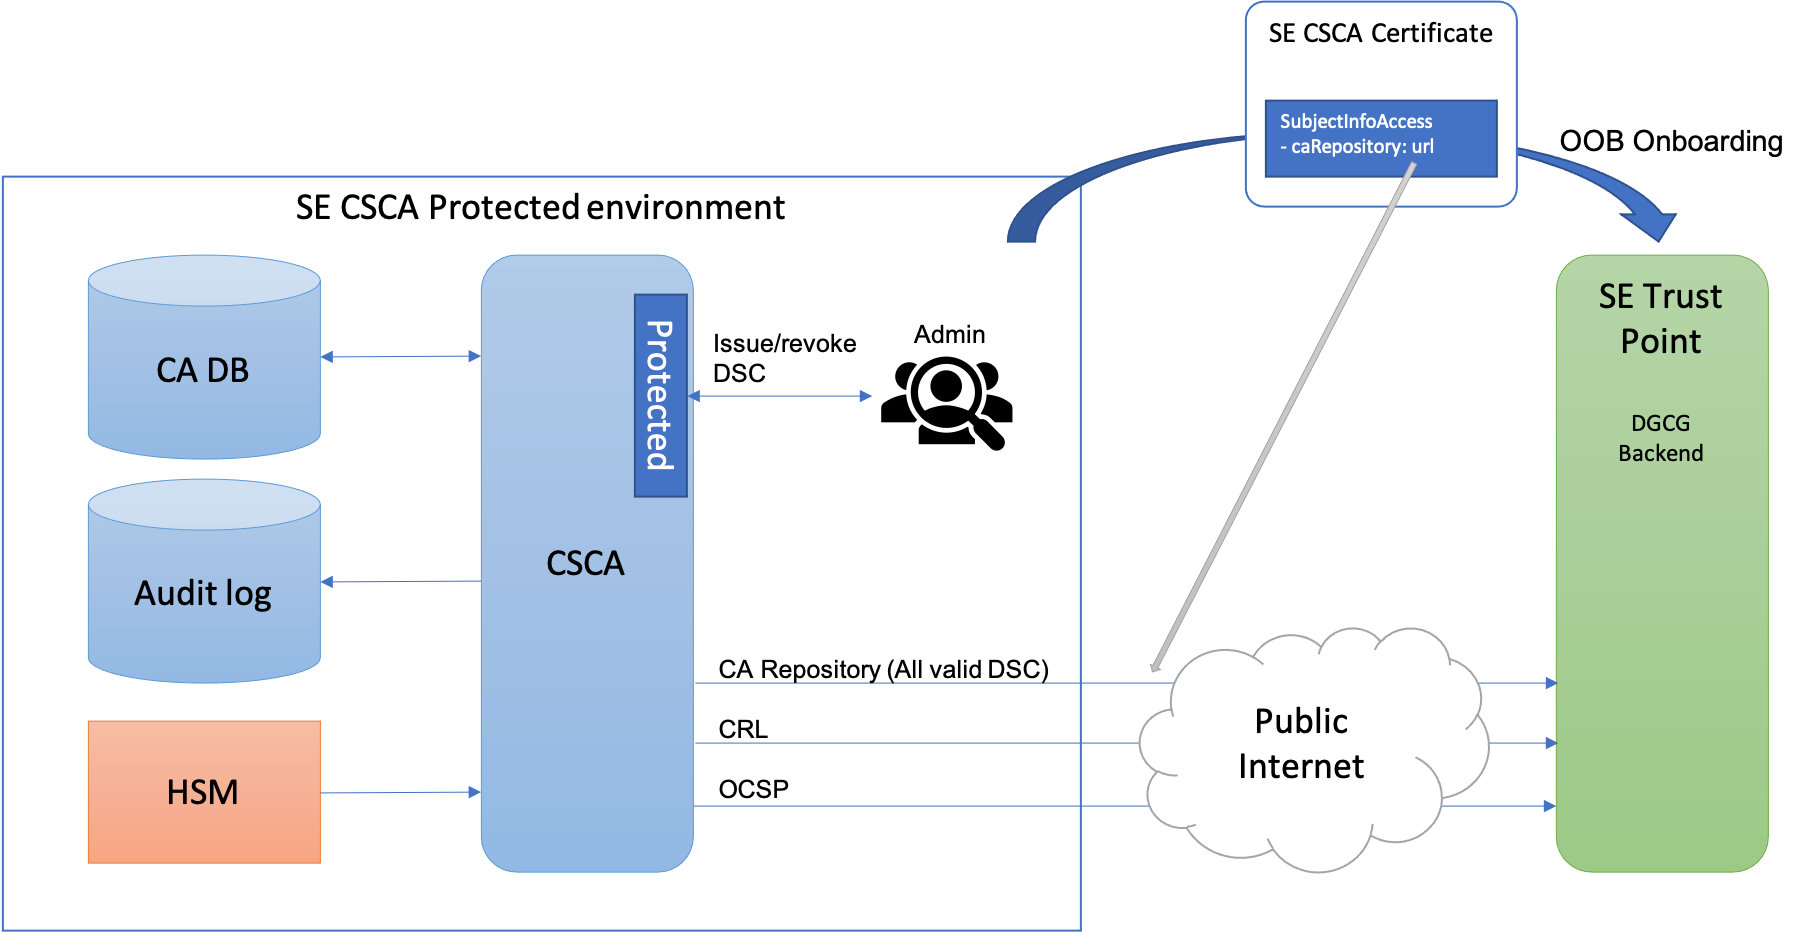 SE CSCA Certificate
SubjectInfoAccess
- caRepository: url
OOB Onboarding
SE CSCA Protected environment
CA DB
Audit log
HSM
CSCA
Protected
Issue/revoke
DSC
Admin
CA Repository (All valid DSC)
CRL
OCSP
Public
Internet
SE Trust
Point
DGCG
Backend